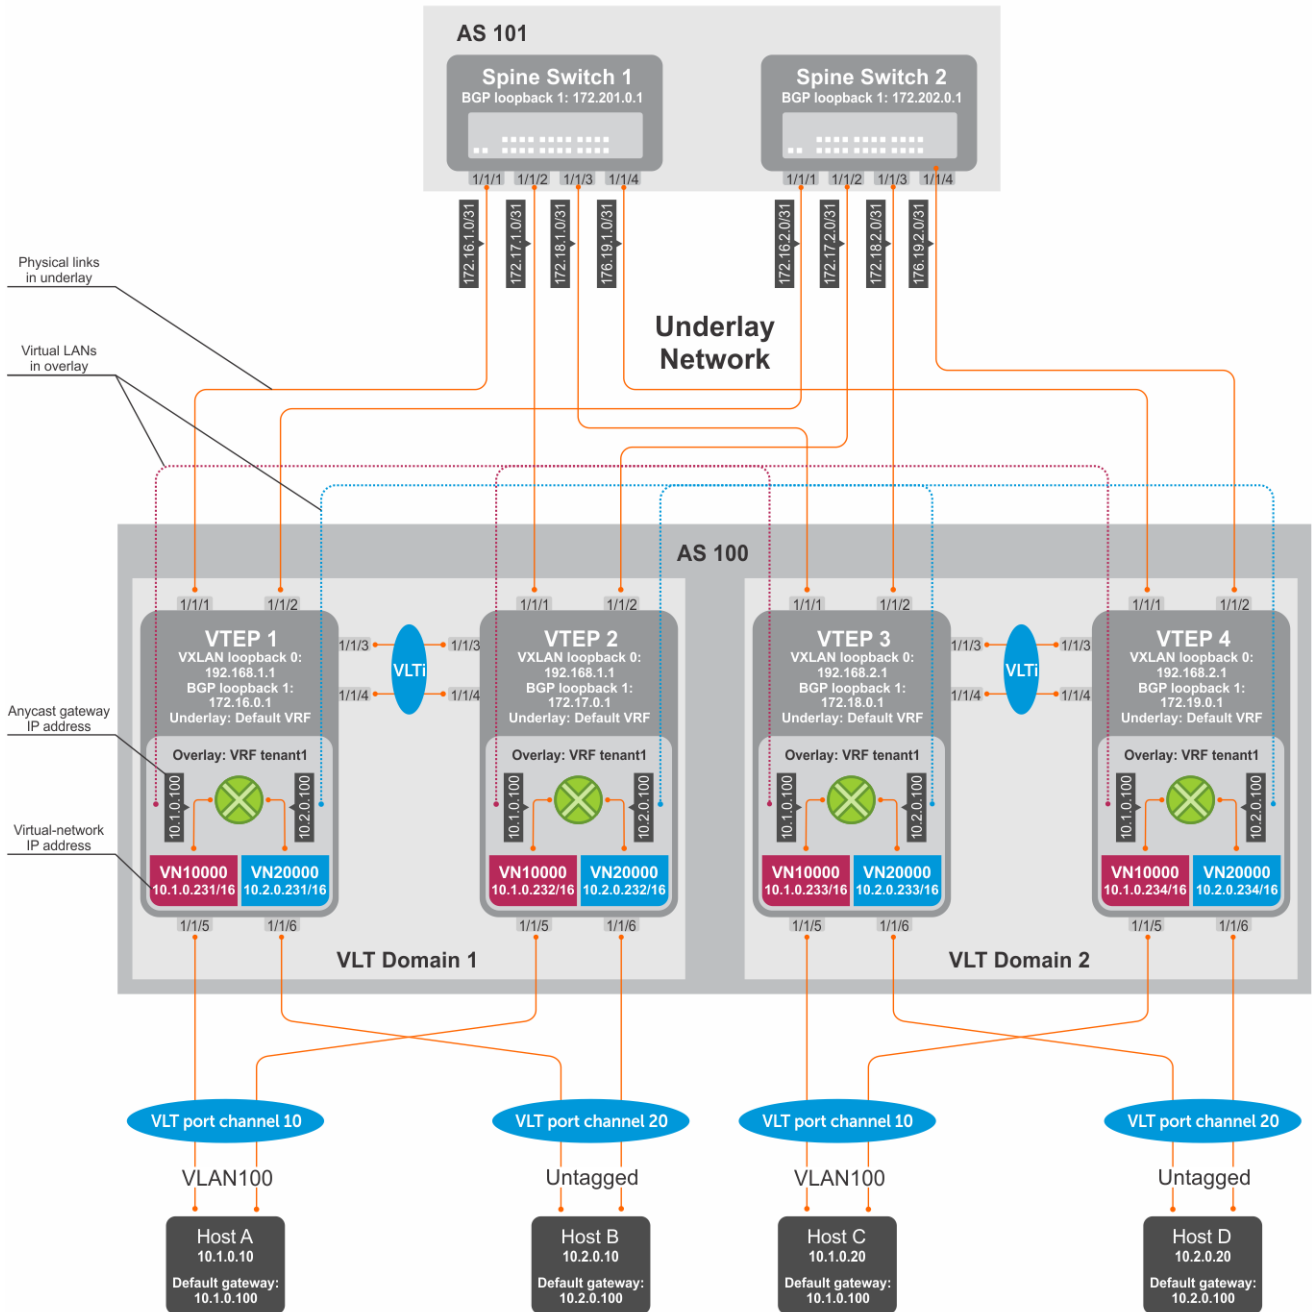 AS 101
Spine Switch 1
BGP loopback 1: 172.201.0.1
Spine Switch 2
BGP loopback 1: 172.202.0.1
1/1/1
1/1/2
1/1/3
1/1/4
1/1/1
1/1/2
1/1/3
1/1/4
172.16.1.0/31
172.17.1.0/31
172.18.1.0/31
176.19.1.0/31
172.16.2.0/31
172.17.2.0/31
172.18.2.0/31
176.19.2.0/31
Physical links
in underlay
Underlay
Network
Virtual LANs
in overlay
AS 100
1/1/1
1/1/2
1/1/1
1/1/2
1/1/1
1/1/2
1/1/1
1/1/2
VTEP 1
VXLAN loopback 0:
192.168.1.1
BGP loopback 1:
172.16.0.1
Underlay: Default VRF
1/1/3
1/1/4
VLTi
1/1/3
1/1/4
VTEP 2
VXLAN loopback 0:
192.168.1.1
BGP loopback 1:
172.17.0.1
Underlay: Default VRF
VTEP 3
VXLAN loopback 0:
192.168.2.1
BGP loopback 1:
172.18.0.1
Underlay: Default VRF
1/1/3
1/1/4
VLTi
1/1/3
1/1/4
VTEP 4
VXLAN loopback 0:
192.168.2.1
BGP loopback 1:
172.19.0.1
Underlay: Default VRF
Anycast gateway
IP address
Overlay: VRF tenant1
10.1.0.100
10.2.0.100
Overlay: VRF tenant1
10.1.0.100
10.2.0.100
Overlay: VRF tenant1
10.1.0.100
10.2.0.100
Overlay: VRF tenant1
10.1.0.100
10.2.0.100
Virtual-network
IP address
VN10000
10.1.0.231/16
VN20000
10.2.0.231/16
VN10000
10.1.0.232/16
VN20000
10.2.0.232/16
VN10000
10.1.0.233/16
VN20000
10.2.0.233/16
VN10000
10.1.0.234/16
VN20000
10.2.0.234/16
1/1/5
1/1/6
1/1/5
1/1/6
1/1/5
1/1/6
1/1/5
1/1/6
VLT Domain 1
VLT Domain 2
VLT port channel 10
VLT port channel 20
VLT port channel 10
VLT port channel 20
VLAN100
Untagged
VLAN100
Untagged
Host A
10.1.0.10
Default gateway:
10.1.0.100
Host B
10.2.0.10
Default gateway:
10.2.0.100
Host C
10.1.0.20
Default gateway:
10.1.0.100
Host D
10.2.0.20
Default gateway:
10.2.0.100